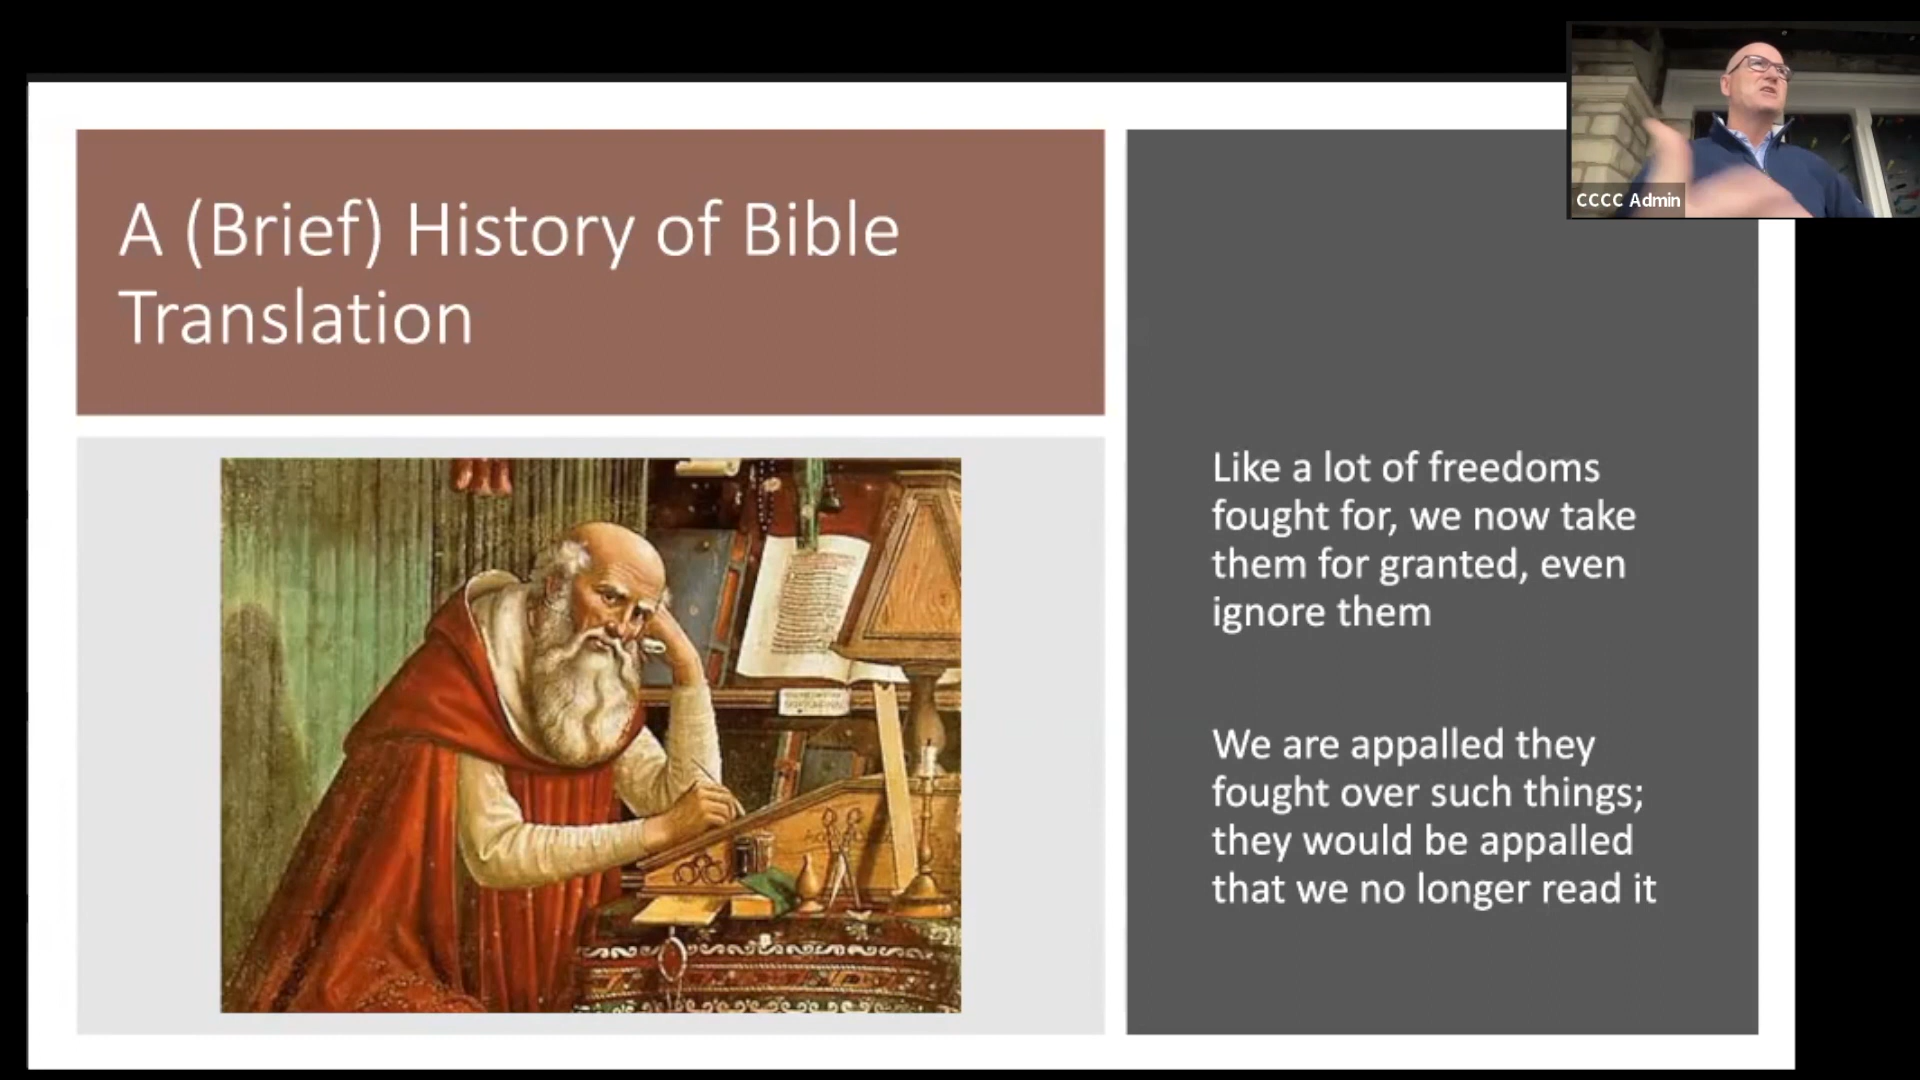 A (Brief) History of Bible
Translation
Like a lot of freedoms
fought for, we now take
them for granted, even
ignore them
We are appalled they
fought over such things;
they would be appalled
that we no longer read it
CCCC Admin